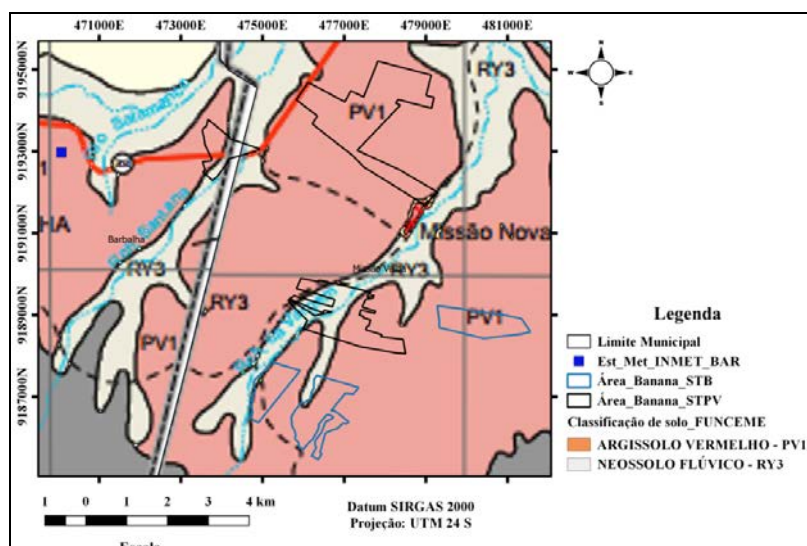 471000E 473000E 475000E 477000E 479000E 481000E
9195000N
9193000N
9191000N
9189000N
9187000N
RY3
PV1
HA
Barbalha
RY3
Missão Nova
RY3
RY3
PV1
PV1
Legenda
Limite Municipal
Est_Met_INMET_BAR
Área_Banana_STB
Área_Banana_STPV
Classificação de solo_FUNCEME
ARGISSOLO VERMELHO - PV1
NEOSSOLO FLÚVICO - RY3
1 0 1 2 3 4 km
Datum SIRGAS 2000
Projeção: UTM 24 S